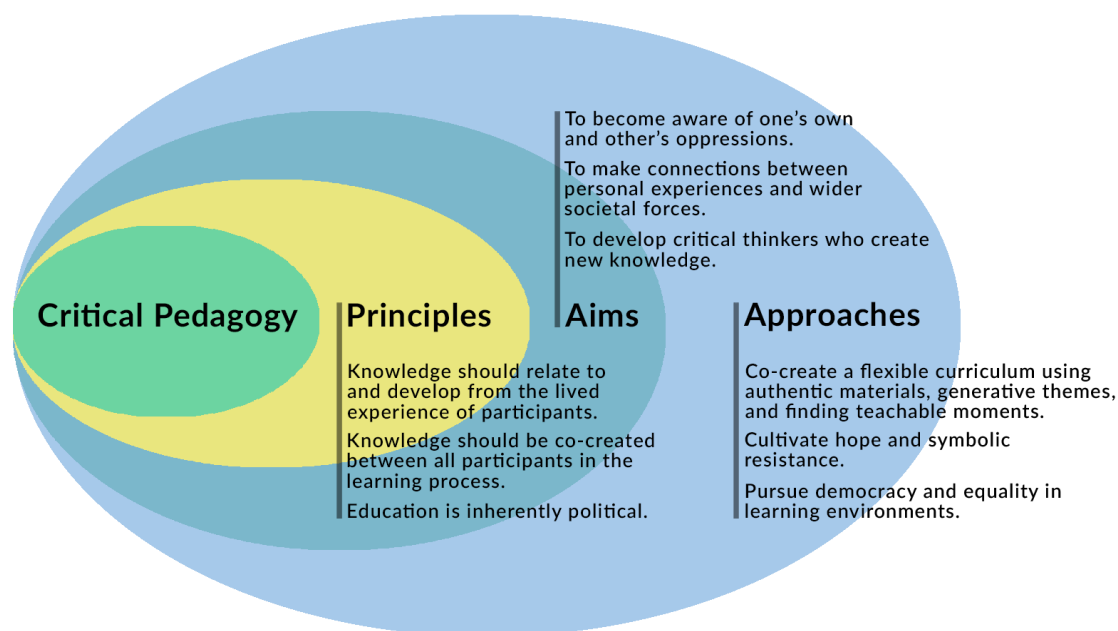 Critical Pedagogy
Principles
Knowledge should relate to
and develop from the lived
experience of participants.
Knowledge should be co-created
between all participants in the
learning process.
Education is inherently political.
To become aware of one’s own
and other’s oppressions.
To make connections between
personal experiences and wider
societal forces.
To develop critical thinkers who create
new knowledge.
Aims
Approaches
Co-create a flexible curriculum using
authentic materials, generative themes,
and finding teachable moments.
Cultivate hope and symbolic
resistance.
Pursue democracy and equality in
learning environments.